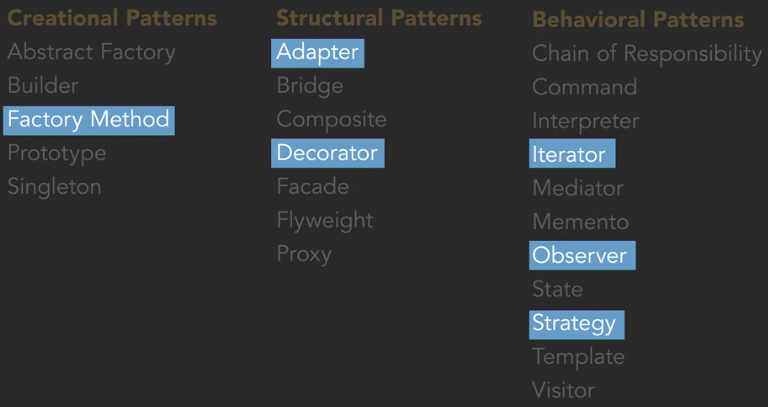 Creational Patterns
Abstract Factory
Builder
Factory Method
Prototype
Singleton
Structural Patterns
Adapter
Bridge
Composite
Decorator
Facade
Flyweight
Proxy
Behavioral Patterns
Chain of Responsibility
Command
Interpreter
Iterator
Mediator
Memento
Observer
State
Strategy
Template
Visitor